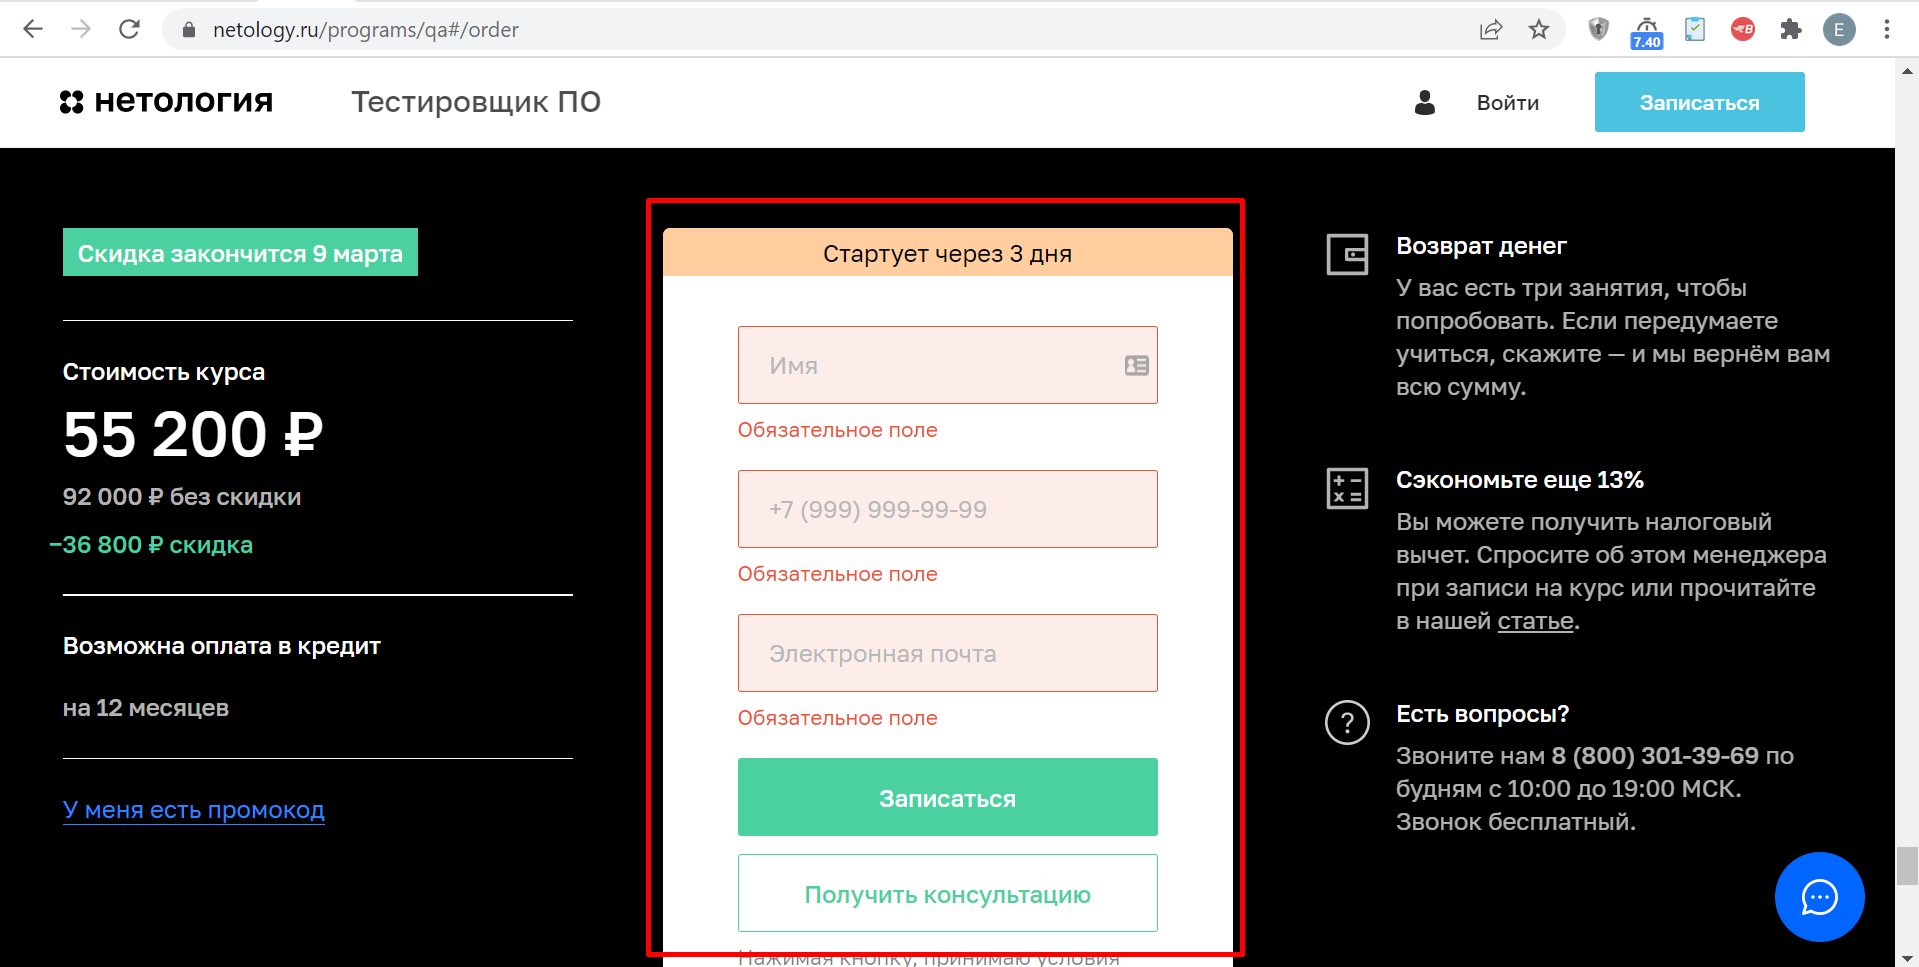 netology.ru/programs/qa#/order
7.40
E
нетология
Тестировщик ПО
Войти
Записаться
Скидка закончится 9 марта
Стоимость курса
55 200 ₽
92 000 ₽ без скидки
−36 800 ₽ скидка
Возможна оплата в кредит
на 12 месяцев
У меня есть промокод
Стартует через 3 дня
Имя
Обязательное поле
+7 (999) 999-99-99
Обязательное поле
Электронная почта
Обязательное поле
Записаться
Получить консультацию
Нажимая кнопку, принимаю условия
Возврат денег
У вас есть три занятия, чтобы
попробовать. Если передумаете
учиться, скажите — и мы вернём вам
всю сумму.
Сэкономьте еще 13%
Вы можете получить налоговый
вычет. Спросите об этом менеджера
при записи на курс или прочитайте
в нашей статье.
Есть вопросы?
Звоните нам 8 (800) 301-39-69 по
будням с 10:00 до 19:00 МСК.
Звонок бесплатный.